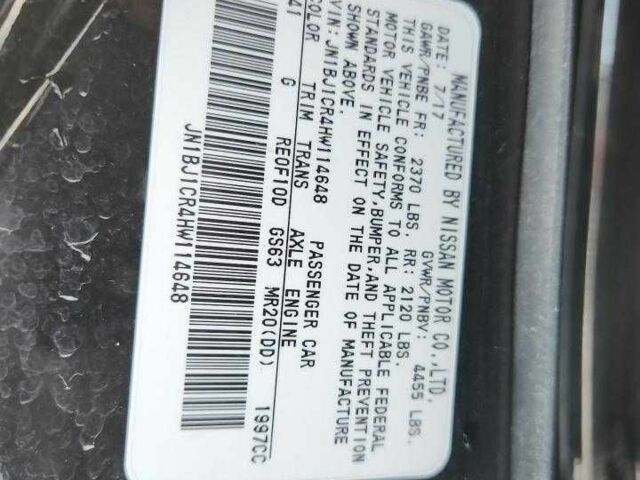 MANUFACTURED BY NISSAN MOTOR CO.,LTD.
DATE: 7/17 GVWR/PNBV: 4455 LBS.
GAWR/PNBE FR: 2370 LBS. RR: 2120 LBS.
THIS VEHICLE CONFORMS TO ALL APPLICABLE FEDERAL
MOTOR VEHICLE SAFETY,BUMPER,AND THEFT PREVENTION
STANDARDS IN EFFECT ON THE DATE OF MANUFACTURE
SHOWN ABOVE.
VIN: JN1BJ1CR4HW114648 PASSENGER CAR
COLOR TRIM TRANS AXLE ENGINE
41 G RE0F10D GS63 MR20(DD) 1997CC
JN1BJ1CR4HW114648